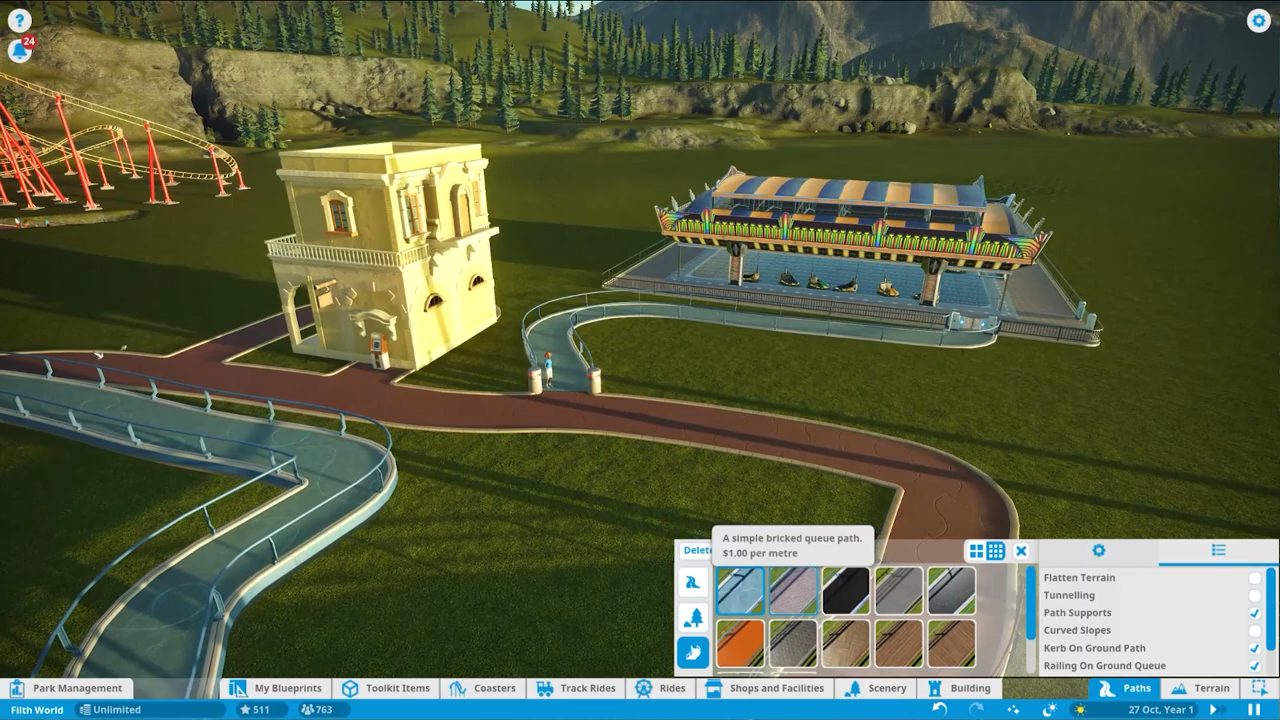 ?
24
A simple bricked queue path.
$1.00 per metre
Delete
Flatten Terrain
Tunnelling
Path Supports
Curved Slopes
Kerb On Ground Path
Railing On Ground Queue
Park Management
My Blueprints
Toolkit Items
Coasters
Track Rides
Rides
Shops and Facilities
Scenery
Building
Paths
Terrain
Filth World
Unlimited
511
763
27 Oct, Year 1